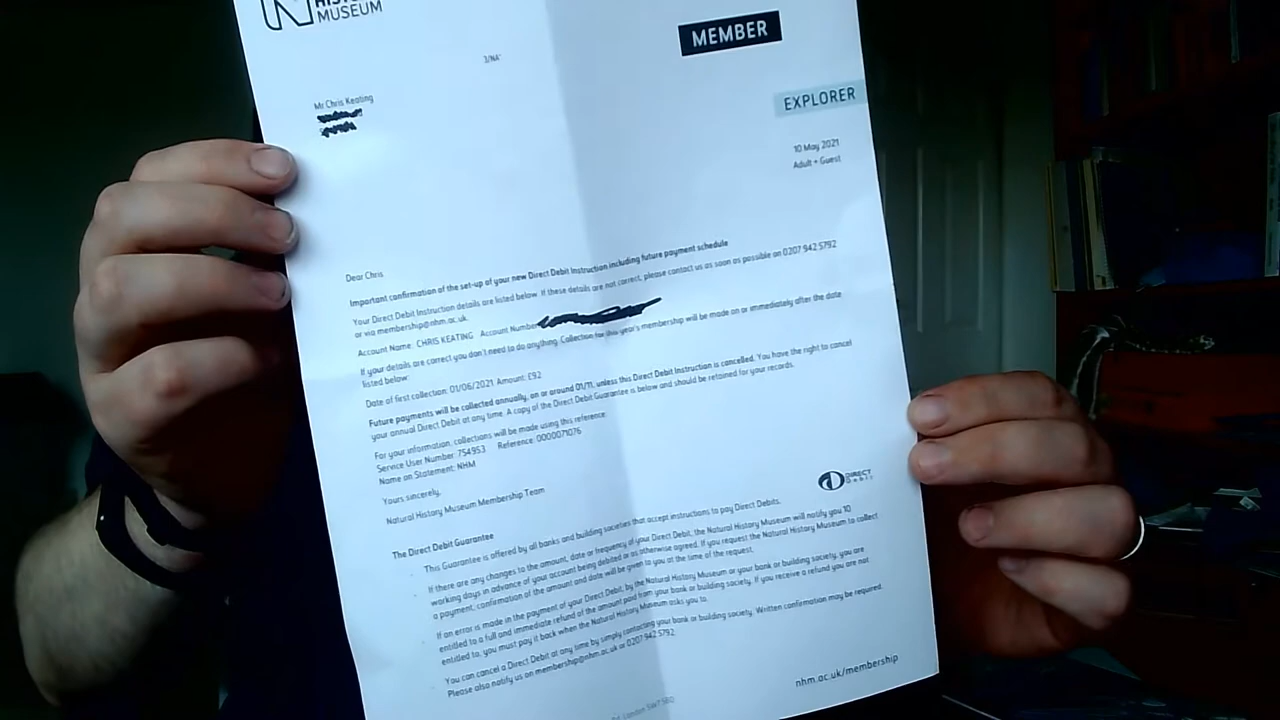 MUSEUM
MEMBER
EXPLORER
10 May 2021
Adult + Guest
Mr Chris Keating
Dear Chris
Important confirmation of the set-up of your new Direct Debit Instruction including future payment schedule
Your Direct Debit Instruction details are listed below. If these details are not correct, please contact us as soon as possible on 0207 942 5792
or via membership@nhm.ac.uk.
Account Name: CHRIS KEATING Account Number
If your details are correct you don't need to do anything. Collection for this year's membership will be made on or immediately after the date
listed below:
Date of first collection: 01/06/2021. Amount: £92
Future payments will be collected annually, on or around 01/11, unless this Direct Debit Instruction is cancelled. You have the right to cancel
your annual Direct Debit at any time. A copy of the Direct Debit Guarantee is below and should be retained for your records.
For your information, collections will be made using this reference:
Service User Number: 754953 Reference: 0000071076
Name on Statement: NHM
Yours sincerely,
Natural History Museum Membership Team
DIRECT
Debit
The Direct Debit Guarantee
This Guarantee is offered by all banks and building societies that accept instructions to pay Direct Debits.
If there are any changes to the amount, date or frequency of your Direct Debit, the Natural History Museum will notify you 10
working days in advance of your account being debited or as otherwise agreed. If you request the Natural History Museum to collect
a payment, confirmation of the amount and date will be given to you at the time of the request.
If an error is made in the payment of your Direct Debit, by the Natural History Museum or your bank or building society, you are
entitled to a full and immediate refund of the amount paid from your bank or building society. If you receive a refund you are not
entitled to, you must pay it back when the Natural History Museum asks you to.
You can cancel a Direct Debit at any time by simply contacting your bank or building society. Written confirmation may be required.
Please also notify us on membership@nhm.ac.uk or 0207 942 5792
nhm.ac.uk/membership
London SW7 5BD